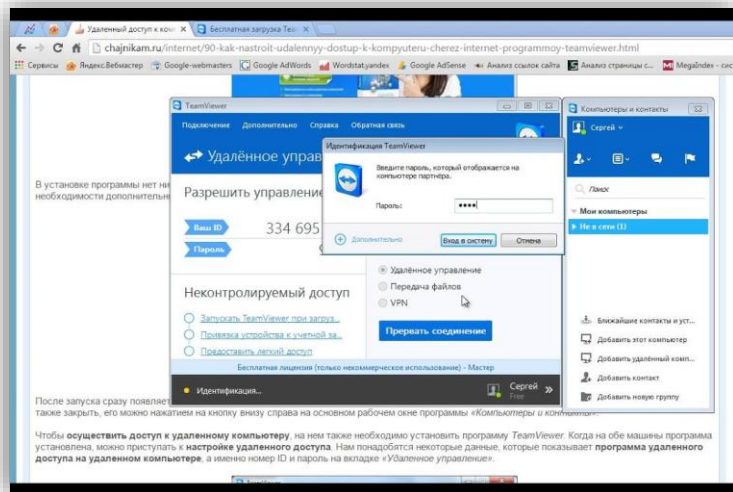 Удаленный доступ к ком
Бесплатная загрузка Tea
chajnikam.ru/internet/90-kak-nastroit-udalennyy-dostup-k-kompyuteru-cherez-internet-programmoy-teamviewer.html
Сервисы Яндекс.Вебмастер Google-webmasters Google AdWords Wordstat.yandex Google AdSense Анализ ссылок сайта Анализ страницы с... MegaIndex - сис
В установке программы нет ни
необходимости дополнительн
TeamViewer
Подключение Дополнительно Справка Обратная связь
Удалённое управ
Разрешить управление
Ваш ID 334 695
Пароль
Неконтролируемый доступ
Запускать TeamViewer при загруз...
Привязка устройства к учетной за...
Предоставить легкий доступ
Идентификация TeamViewer
Введите пароль, который отображается на
компьютере партнёра.
Пароль: ****
Дополнительно Вход в систему Отмена
Удалённое управление
Передача файлов
VPN
Прервать соединение
Бесплатная лицензия (только некоммерческое использование) - Мастер
Идентификация...
Сергей
Free
Компьютеры и контакты
Сергей
Поиск
Мои компьютеры
Не в сети (1)
Ближайшие контакты и уст...
Добавить этот компьютер
Добавить удалённый комп...
Добавить контакт
Добавить новую группу
После запуска сразу появляет
также закрыть, его можно нажатием на кнопку внизу справа на основном рабочем окне программы «Компьютеры и контакты».
Чтобы осуществить доступ к удаленному компьютеру, на нем также необходимо установить программу TeamViewer. Когда на обе машины программа
установлена, можно приступать к настройке удаленного доступа. Нам понадобятся некоторые данные, которые показывает программа удаленного
доступа на удаленном компьютере, а именно номер ID и пароль на вкладке «Удаленное управление».